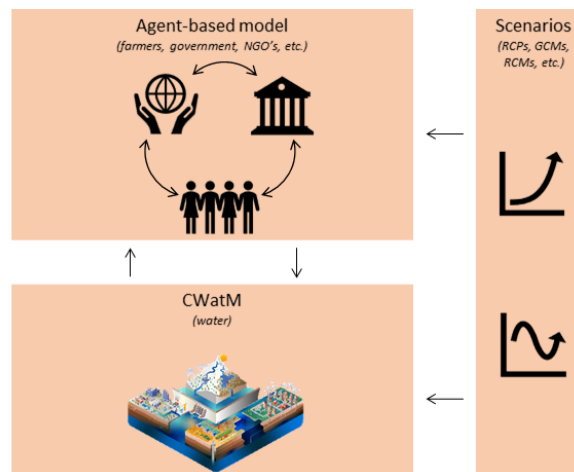 Agent-based model
(farmers, government, NGO's, etc.)
Scenarios
(RCPs, GCMs,
RCMs, etc.)
CWatM
(water)